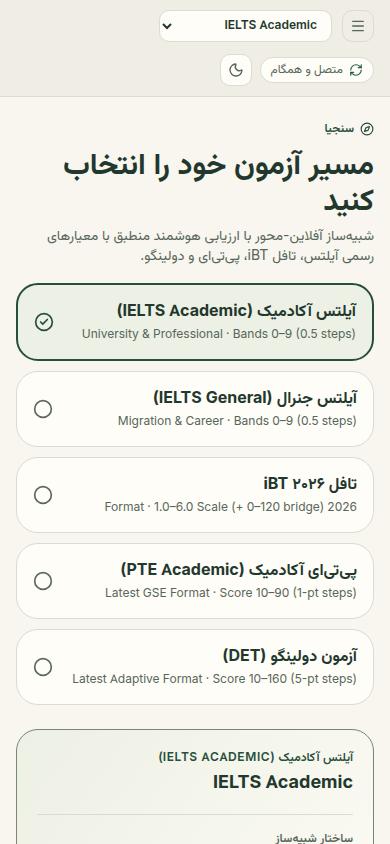 IELTS Academic
متصل و همگام
سنجیا
مسیر آزمون خود را انتخاب
کنید
شبیه‌ساز آفلاین-محور با ارزیابی هوشمند منطبق با معیارهای
رسمی آیلتس، تافل iBT، پی‌تی‌ای و دولینگو.
آیلتس آکادمیک (IELTS Academic)
University & Professional · Bands 0–9 (0.5 steps)
آیلتس جنرال (IELTS General)
Migration & Career · Bands 0–9 (0.5 steps)
تافل iBT ۲۰۲۶
2026 Format · 1.0–6.0 Scale (+ 0–120 bridge)
پی‌تی‌ای آکادمیک (PTE Academic)
Latest GSE Format · Score 10–90 (1-pt steps)
آزمون دولینگو (DET)
Latest Adaptive Format · Score 10–160 (5-pt steps)
آیلتس آکادمیک (IELTS ACADEMIC)
IELTS Academic
ساختار شبیه‌ساز